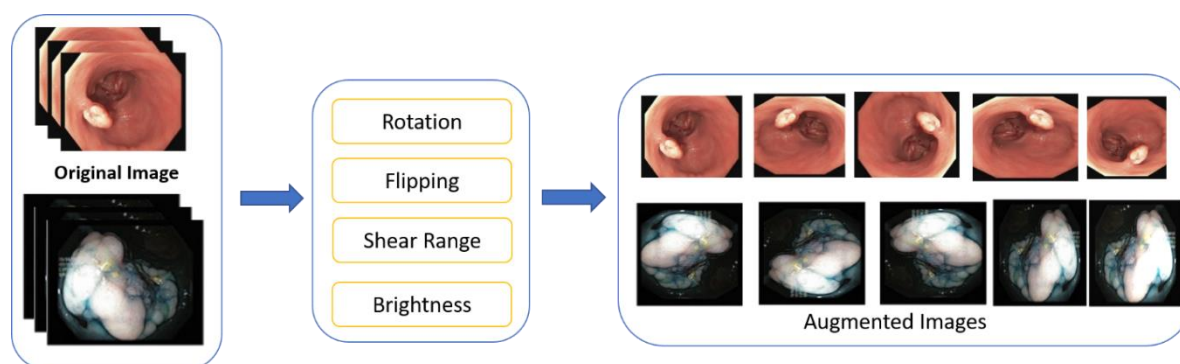 Original Image
Rotation
Flipping
Shear Range
Brightness
Augmented Images